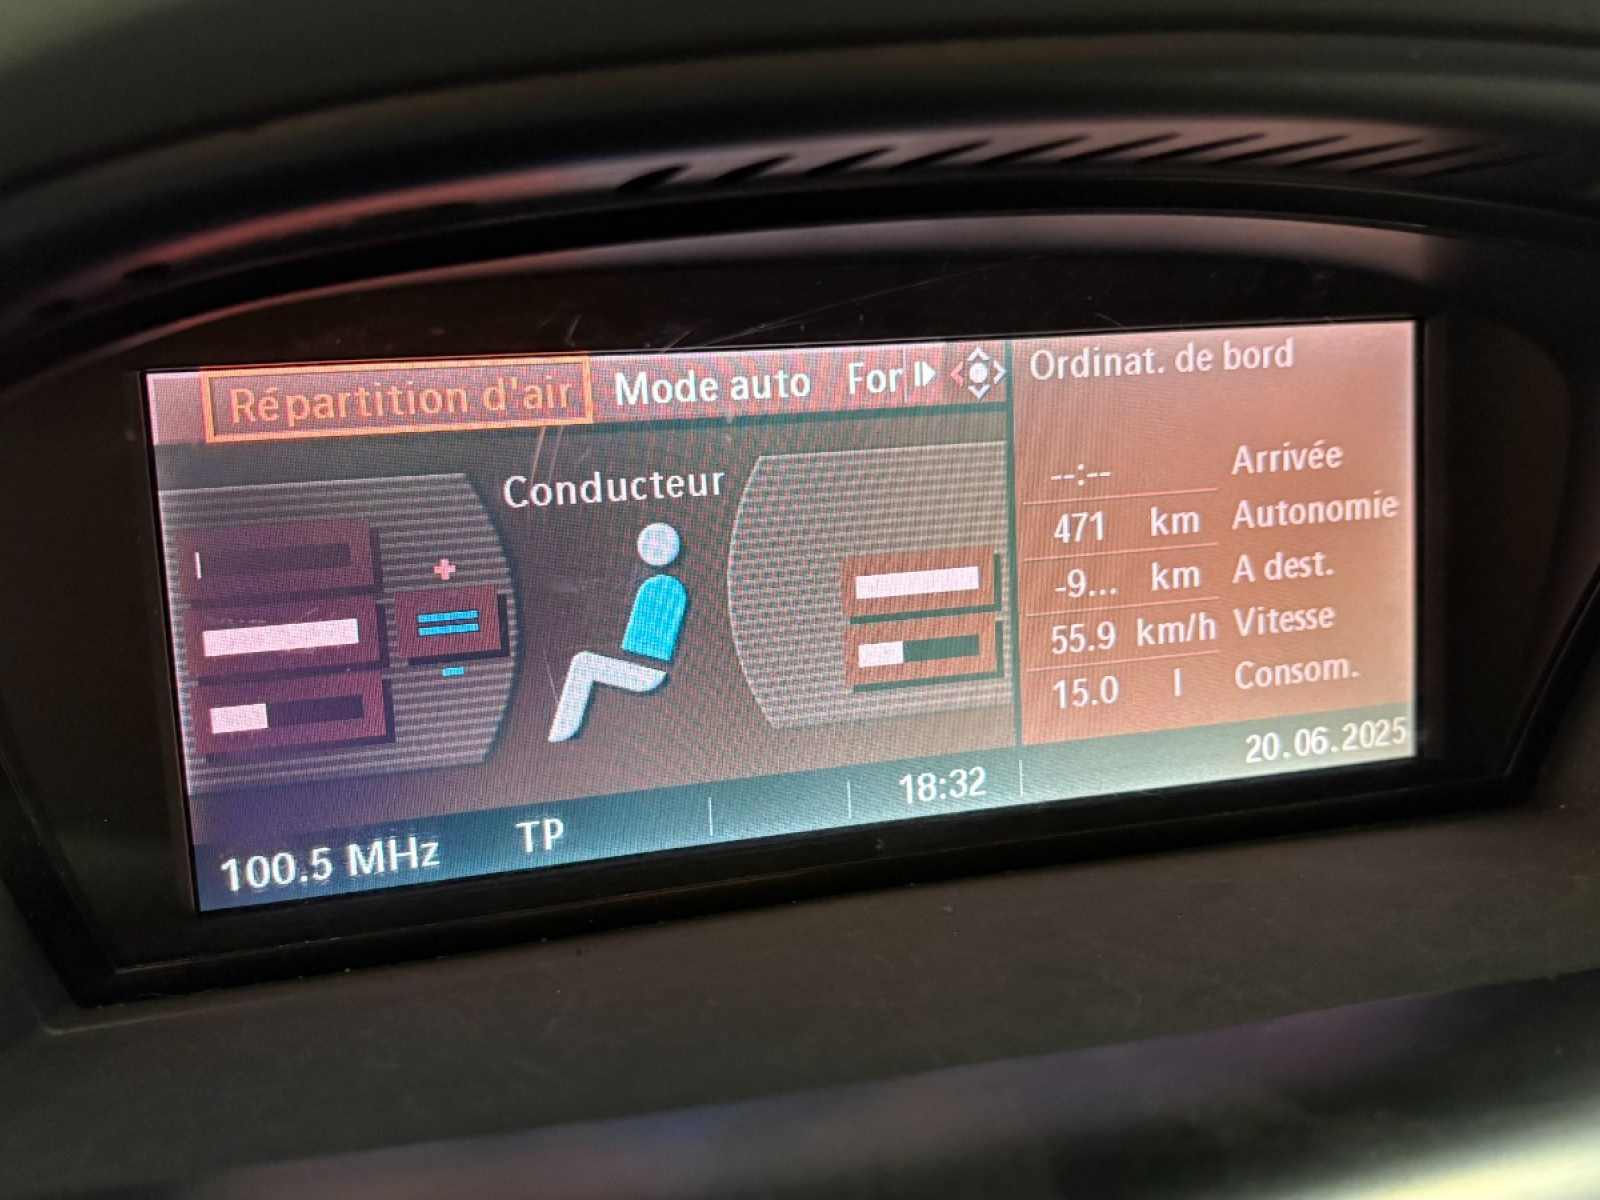 Répartition d'air Mode auto For
Conducteur
Ordinat. de bord
--:-- Arrivée
471 km Autonomie
-9... km A dest.
55.9 km/h Vitesse
15.0 l Consom.
100.5 MHz TP 18:32 20.06.2025